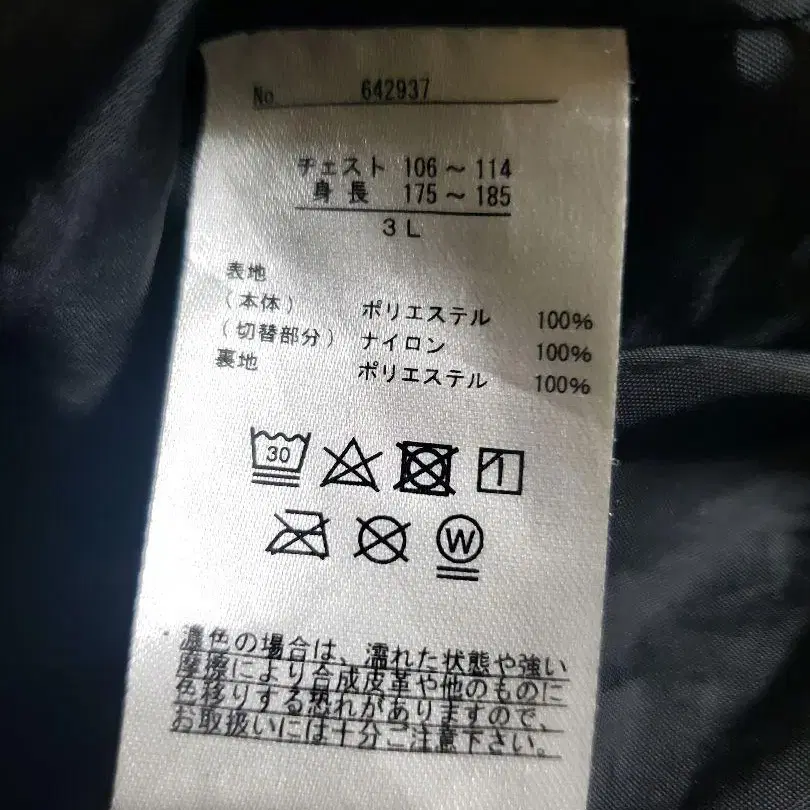 No 642937
チェスト 106～114
身長 175～185
3L
表地
(本体) ポリエステル 100%
(切替部分) ナイロン 100%
裏地 ポリエステル 100%
30
W
濃色の場合は、濡れた状態や強い
摩擦により合成皮革や他のものに
色移りする恐れがありますので、
お取扱いには十分ご注意下さい。